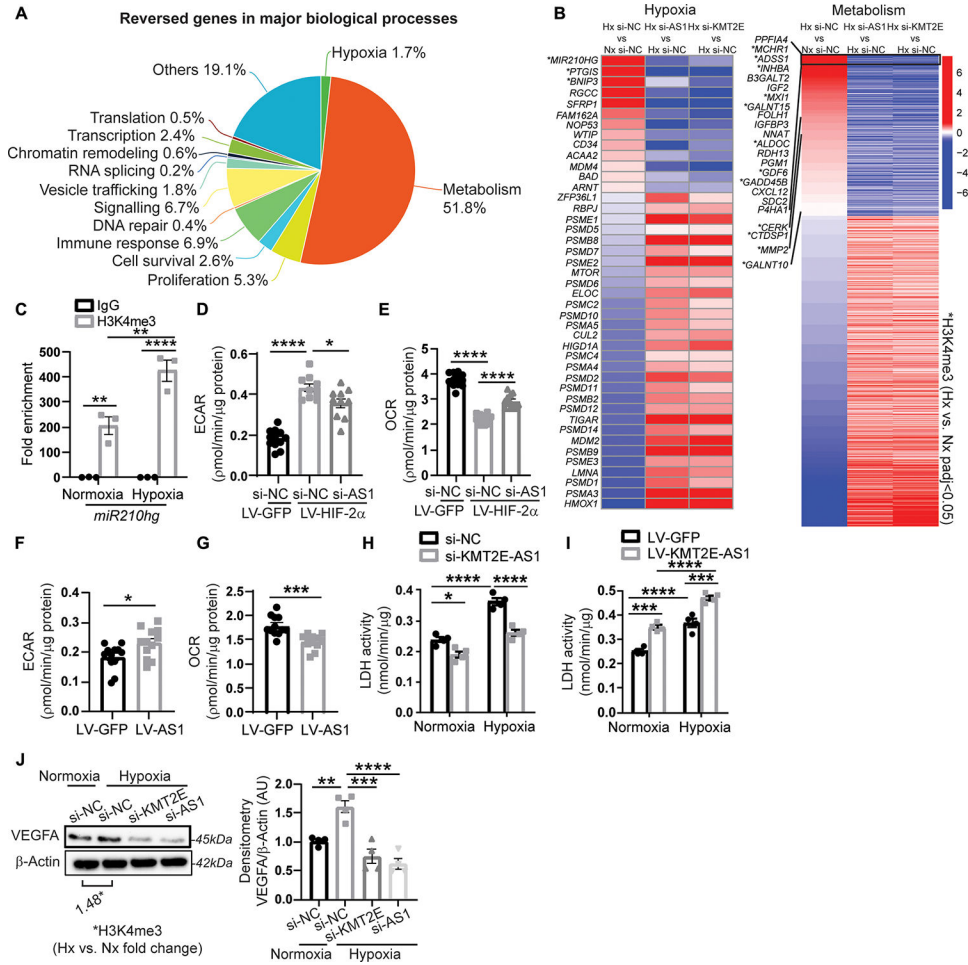 A
Reversed genes in major biological processes
Hypoxia 1.7%
Others 19.1%
Translation 0.5%
Transcription 2.4%
Chromatin remodeling 0.6%
RNA splicing 0.2%
Vesicle trafficking 1.8%
Signalling 6.7%
DNA repair 0.4%
Immune response 6.9%
Cell survival 2.6%
Proliferation 5.3%
Metabolism
51.8%
B
Hypoxia
Hx si-NC Hx si-AS1 Hx si-KMT2E
vs vs vs
Nx si-NC Hx si-NC Hx si-NC
*MIR210HG
*PTGIS
*BNIP3
RGCC
SFRP1
FAM162A
NOP53
WTIP
CD34
ACAA2
MDM4
BAD
ARNT
ZFP36L1
RBPJ
PSME1
PSMD5
PSMB8
PSMD7
PSME2
MTOR
PSMD6
ELOC
PSMC2
PSMD10
PSMA5
CUL2
HIGD1A
PSMC4
PSMA4
PSMD2
PSMD11
PSMB2
PSMD12
TIGAR
PSMD14
MDM2
PSMB9
PSME3
LMNA
PSMD1
PSMA3
HMOX1
Metabolism
Hx si-NC Hx si-AS1 Hx si-KMT2E
vs vs vs
Nx si-NC Hx si-NC Hx si-NC
PPFIA4
*MCHR1
*ADSS1
*INHBA
B3GALT2
IGF2
*MXI1
*GALNT15
FOLH1
IGFBP3
NNAT
*ALDOC
RDH13
PGM1
*GDF6
*GADD45B
CXCL12
SDC2
P4HA1
*CERK
*CTDSP1
*MMP2
*GALNT10
6
4
2
0
−2
−4
−6
*H3K4me3 (Hx vs. Nx padj<0.05)
C
IgG
H3K4me3
**
****
**
Fold enrichment
600
400
200
0
Normoxia Hypoxia
miR210hg
D
**** *
ECAR
(ρmol/min/μg protein)
0.6
0.4
0.2
0.0
si-NC si-NC si-AS1
LV-GFP LV-HIF-2α
E
****
****
OCR
(ρmol/min/μg protein)
5
4
3
2
1
0
si-NC si-NC si-AS1
LV-GFP LV-HIF-2α
F
*
ECAR
(ρmol/min/μg protein)
0.4
0.3
0.2
0.1
0.0
LV-GFP LV-AS1
G
***
OCR
(ρmol/min/μg protein)
2.5
2.0
1.5
1.0
0.5
0.0
LV-GFP LV-AS1
H
si-NC
si-KMT2E-AS1
**** ****
*
LDH activity
(nmol/min/μg)
0.4
0.3
0.2
0.1
0.0
Normoxia Hypoxia
I
LV-GFP
LV-KMT2E-AS1
****
**** ***
***
LDH activity
(nmol/min/μg)
0.5
0.4
0.3
0.2
0.1
0.0
Normoxia Hypoxia
J
Normoxia Hypoxia
si-NC si-NC si-KMT2E si-AS1
VEGFA
-45kDa
β-Actin
-42kDa
1.48*
*H3K4me3
(Hx vs. Nx fold change)
****
** ***
Densitometry
VEGFA/β-Actin (AU)
2.0
1.5
1.0
0.5
0.0
si-NC si-NC si-KMT2E si-AS1
Normoxia Hypoxia